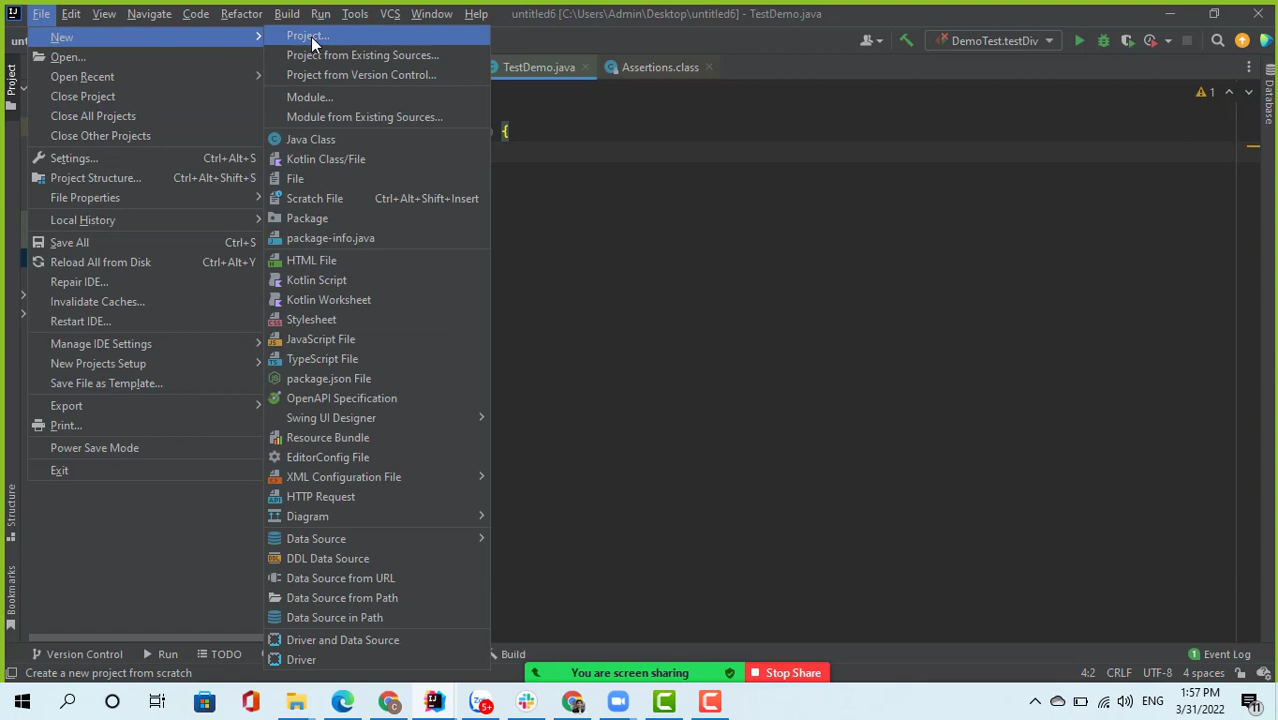 File Edit View Navigate Code Refactor Build Run Tools VCS Window Help untitled6 [C:\Users\Admin\Desktop\untitled6] - TestDemo.java
New
Open...
Open Recent
Close Project
Close All Projects
Close Other Projects
Settings... Ctrl+Alt+S
Project Structure... Ctrl+Alt+Shift+S
File Properties
Local History
Save All Ctrl+S
Reload All from Disk Ctrl+Alt+Y
Repair IDE...
Invalidate Caches...
Restart IDE...
Manage IDE Settings
New Projects Setup
Save File as Template...
Export
Print...
Power Save Mode
Exit
Project...
Project from Existing Sources...
Project from Version Control...
Module...
Module from Existing Sources...
Java Class
Kotlin Class/File
File
Scratch File Ctrl+Alt+Shift+Insert
Package
package-info.java
HTML File
Kotlin Script
Kotlin Worksheet
Stylesheet
JavaScript File
TypeScript File
package.json File
OpenAPI Specification
Swing UI Designer
Resource Bundle
EditorConfig File
XML Configuration File
HTTP Request
Diagram
Data Source
DDL Data Source
Data Source from URL
Data Source from Path
Data Source in Path
Driver and Data Source
Driver
DemoTest.testDiv
TestDemo.java Assertions.class
1
{
Project
Structure
Bookmarks
Database
Version Control Run TODO Build 1 Event Log
Create a new project from scratch You are screen sharing Stop Share 4:2 CRLF UTF-8 4 spaces
5+ ENG 1:57 PM
3/31/2022 11